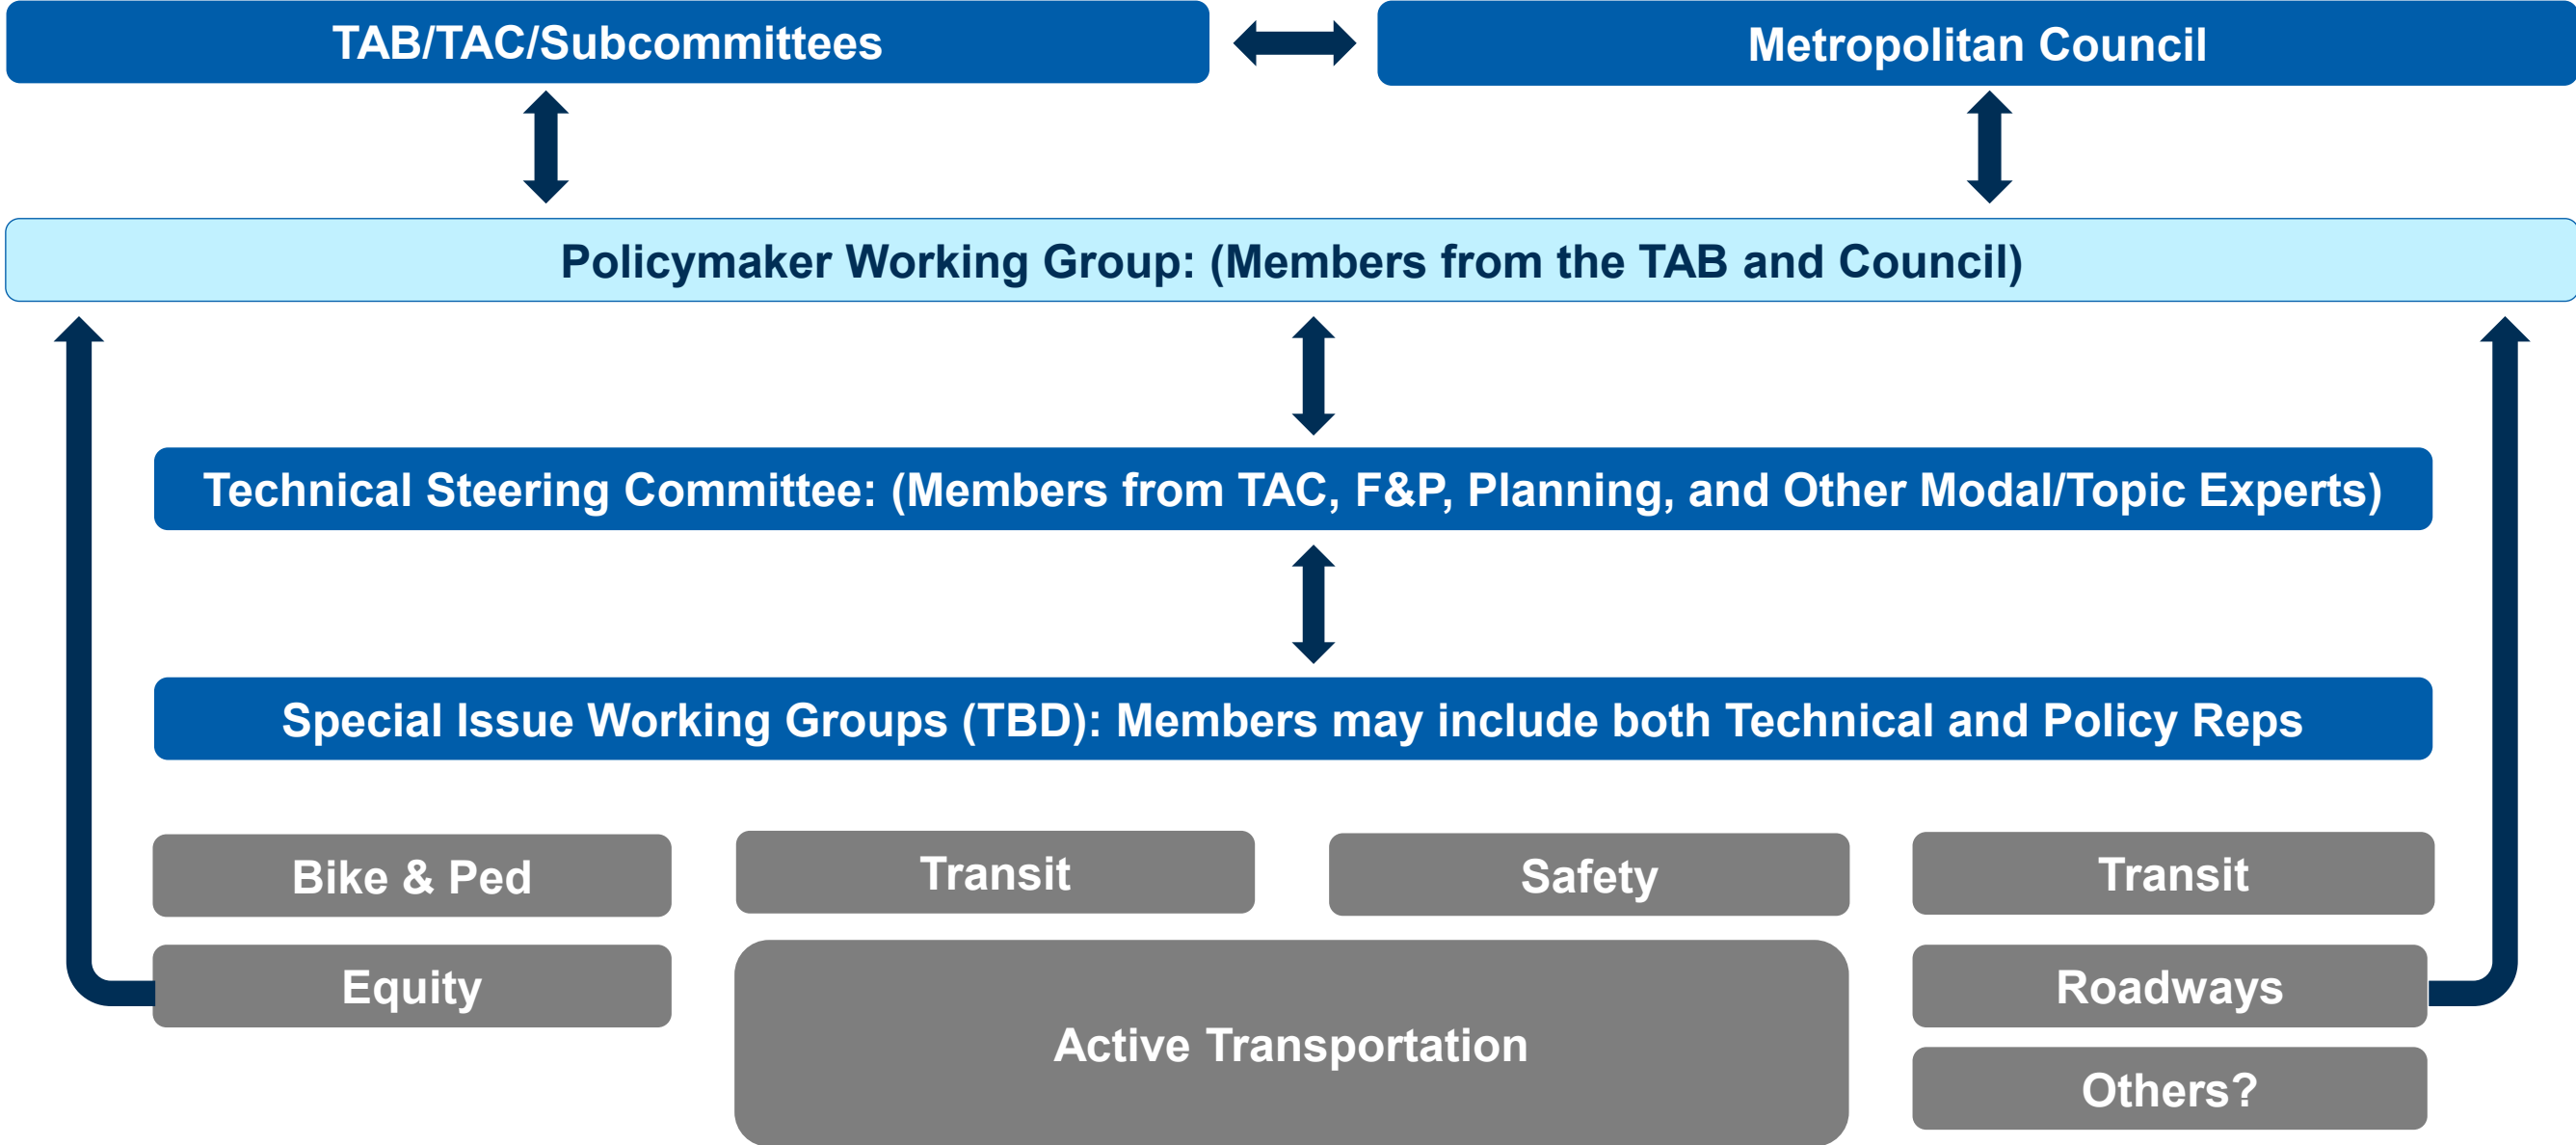 TAB/TAC/Subcommittees
Metropolitan Council
Policymaker Working Group: (Members from the TAB and Council)
Technical Steering Committee: (Members from TAC, F&P, Planning, and Other Modal/Topic Experts)
Special Issue Working Groups (TBD): Members may include both Technical and Policy Reps
Bike & Ped
Transit
Safety
Transit
Equity
Active Transportation
Roadways
Others?